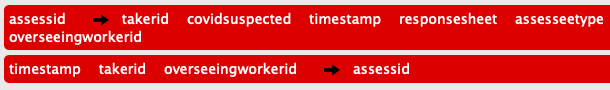 assessid → takerid covidsuspected timestamp responsesheet assesseetype
overseeingworkerid
timestamp takerid overseeingworkerid → assessid